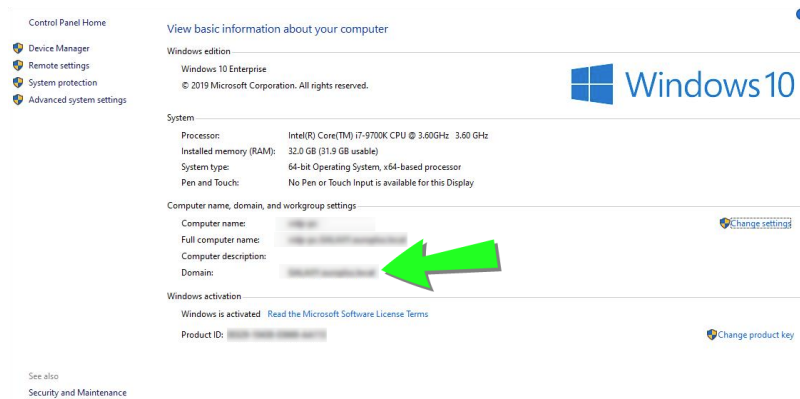 Control Panel Home
Device Manager
Remote settings
System protection
Advanced system settings
See also
Security and Maintenance
View basic information about your computer
Windows edition
Windows 10 Enterprise
© 2019 Microsoft Corporation. All rights reserved.
Windows 10
System
Processor: Intel(R) Core(TM) i7-9700K CPU @ 3.60GHz 3.60 GHz
Installed memory (RAM): 32.0 GB (31.9 GB usable)
System type: 64-bit Operating System, x64-based processor
Pen and Touch: No Pen or Touch Input is available for this Display
Computer name, domain, and workgroup settings
Computer name:
Change settings
Full computer name:
Computer description:
Domain:
Windows activation
Windows is activated Read the Microsoft Software License Terms
Product ID:
Change product key